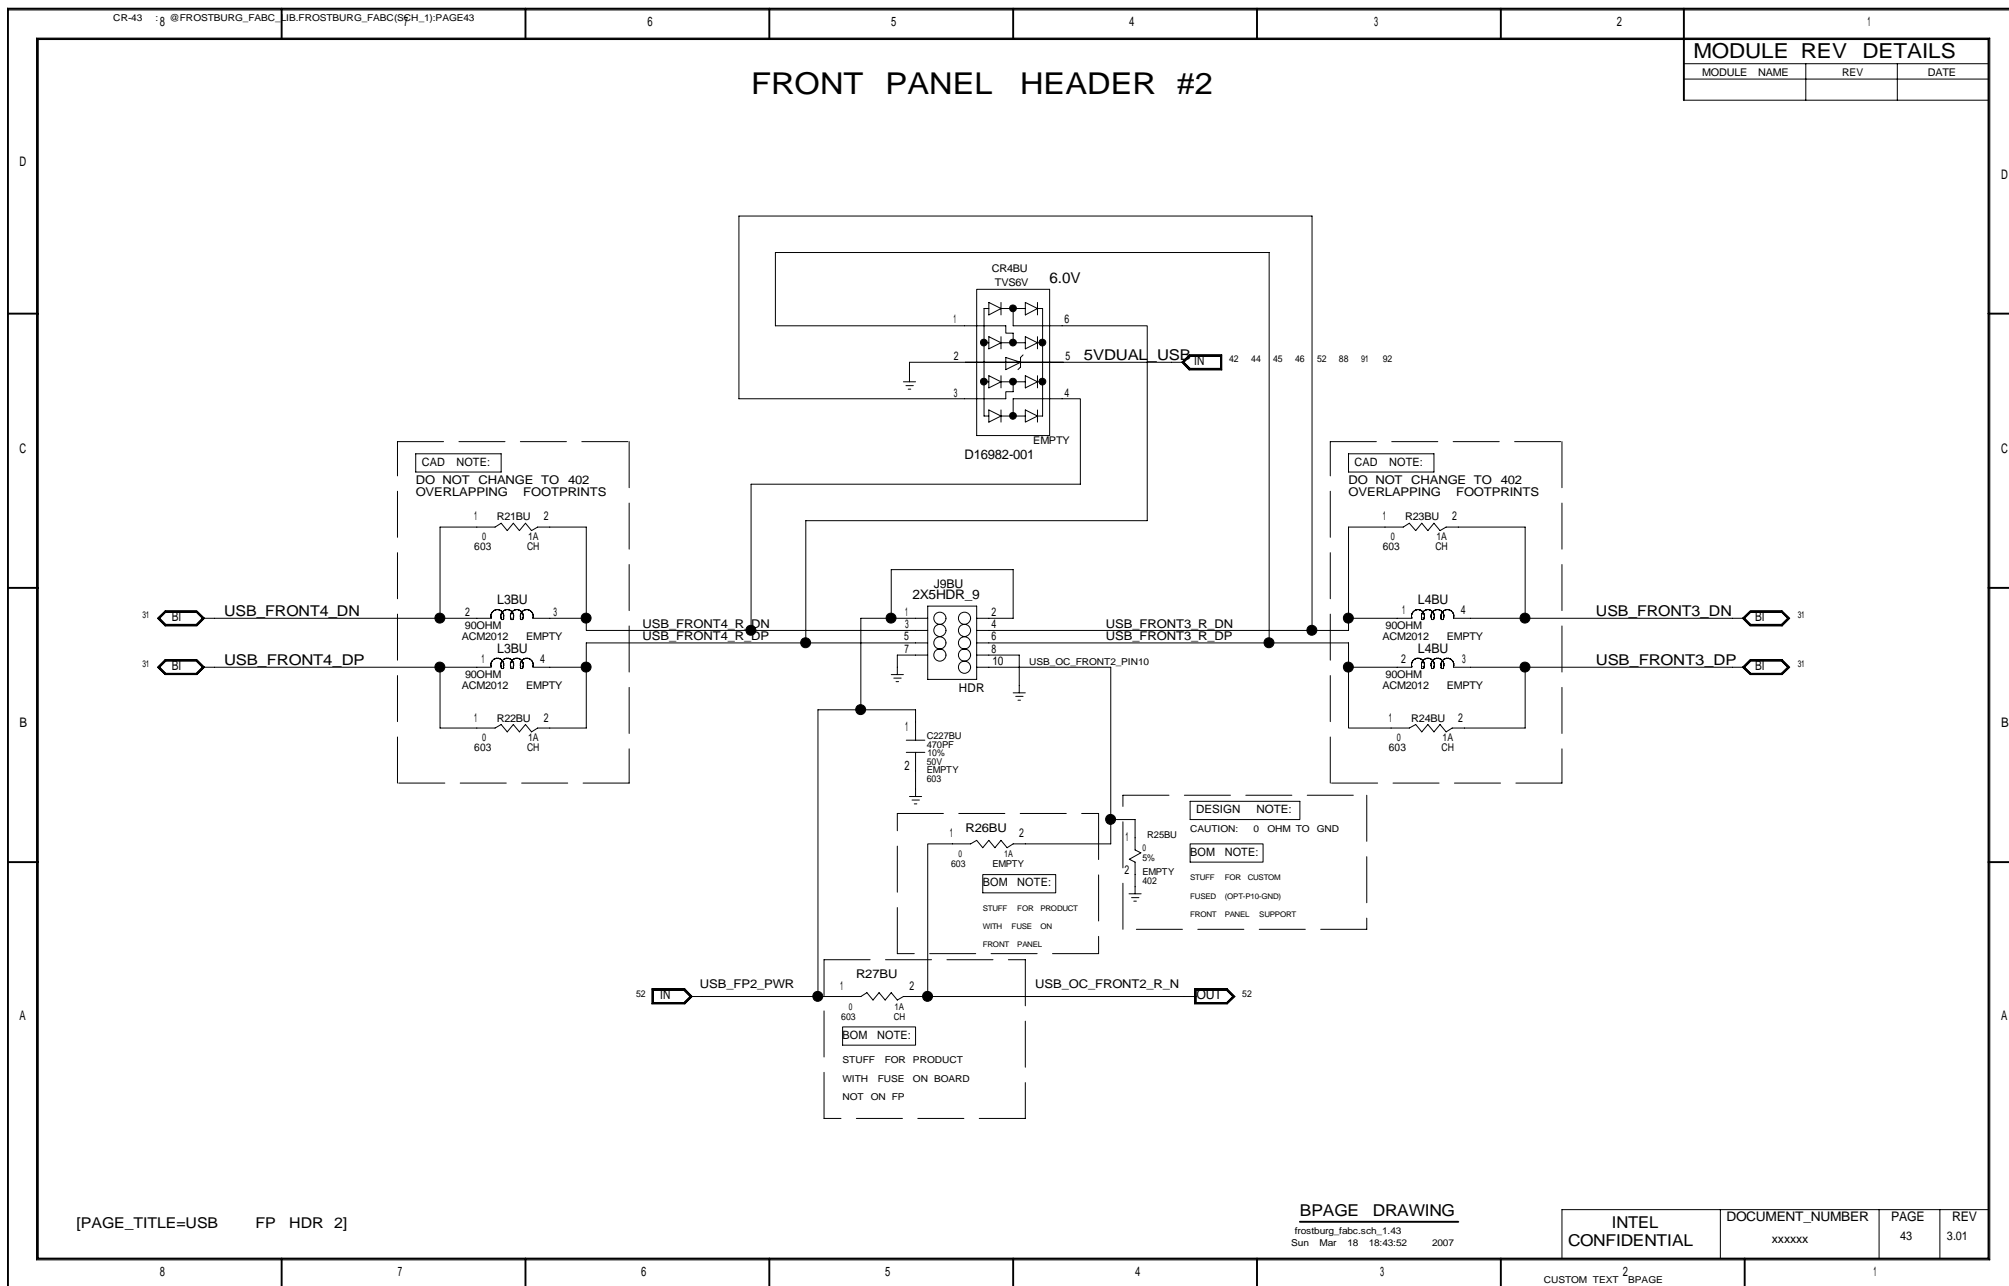 CR-43 : @FROSTBURG_FABC_LIB.FROSTBURG_FABC(SCH_1):PAGE43
8 7 6 5 4 3 2 1
MODULE REV DETAILS
MODULE NAME REV DATE
FRONT PANEL HEADER #2
D
D
CR4BU
TVS6V
6.0V
1
6
2
5
5VDUAL_USB
IN
42 44 45 46 52 88 91 92
3
4
EMPTY
D16982-001
C
C
CAD NOTE:
DO NOT CHANGE TO 402
OVERLAPPING FOOTPRINTS
1 R21BU 2
0 1A
603 CH
31 BI USB_FRONT4_DN
L3BU
2 3
90OHM
ACM2012 EMPTY
31 BI USB_FRONT4_DP
L3BU
1 4
90OHM
ACM2012 EMPTY
1 R22BU 2
0 1A
603 CH
USB_FRONT4_R_DN
USB_FRONT4_R_DP
J9BU
2X5HDR_9
1 2
3 4
5 6
7 8
10
HDR
USB_FRONT3_R_DN
USB_FRONT3_R_DP
USB_OC_FRONT2_PIN10
CAD NOTE:
DO NOT CHANGE TO 402
OVERLAPPING FOOTPRINTS
1 R23BU 2
0 1A
603 CH
L4BU
1 4
90OHM
ACM2012 EMPTY
USB_FRONT3_DN BI 31
L4BU
2 3
90OHM
ACM2012 EMPTY
USB_FRONT3_DP BI 31
1 R24BU 2
0 1A
603 CH
B
B
1
C227BU
470PF
10%
50V
2
EMPTY
603
R26BU
1 2
0 1A
603 EMPTY
BOM NOTE:
STUFF FOR PRODUCT
WITH FUSE ON
FRONT PANEL
1 R25BU
0
5%
2 EMPTY
402
DESIGN NOTE:
CAUTION: 0 OHM TO GND
BOM NOTE:
STUFF FOR CUSTOM
FUSED (OPT-P10-GND)
FRONT PANEL SUPPORT
52 IN USB_FP2_PWR
R27BU
1 2
0 1A
603 CH
USB_OC_FRONT2_R_N OUT 52
BOM NOTE:
STUFF FOR PRODUCT
WITH FUSE ON BOARD
NOT ON FP
A
A
[PAGE_TITLE=USB FP HDR 2]
BPAGE DRAWING
frostburg_fabc.sch_1.43
Sun Mar 18 18:43:52 2007
INTEL
CONFIDENTIAL
DOCUMENT_NUMBER PAGE REV
xxxxxx 43 3.01
8 7 6 5 4 3 2 1
CUSTOM TEXT BPAGE